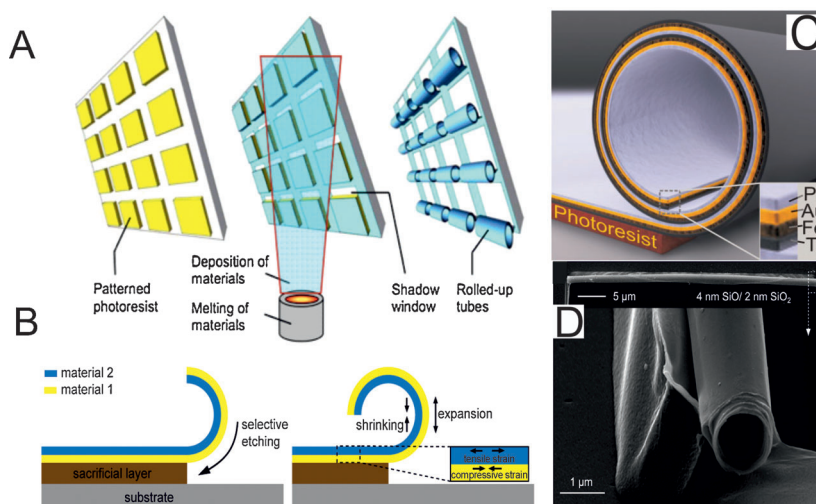 A
Patterned
photoresist
Deposition of
materials
Melting of
materials
Shadow
window
Rolled-up
tubes
B
material 2
material 1
selective
etching
sacrificial layer
substrate
shrinking
expansion
tensile strain
compressive strain
C
Photoresist
P
Au
Fe
T
5 μm
4 nm SiO/ 2 nm SiO₂
D
1 μm